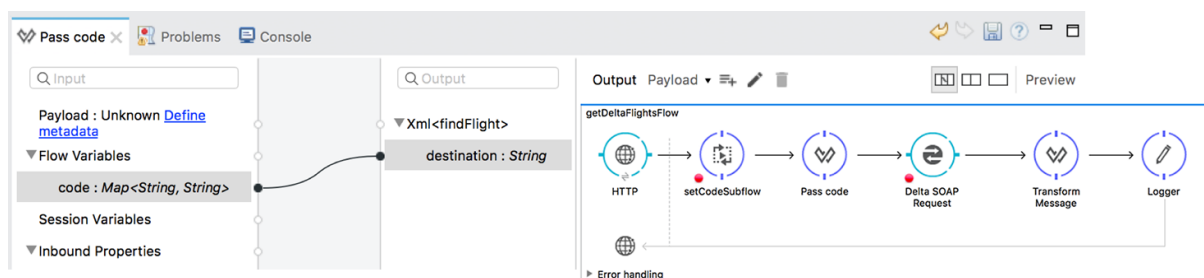 Pass code
Problems
Console
Input
Output
Output Payload
Preview
Payload : Unknown Define
metadata
Flow Variables
code : Map<String, String>
Session Variables
Inbound Properties
Xml<findFlight>
destination : String
getDeltaFlightsFlow
HTTP
setCodeSubflow
Pass code
Delta SOAP
Request
Transform
Message
Logger
Error handling